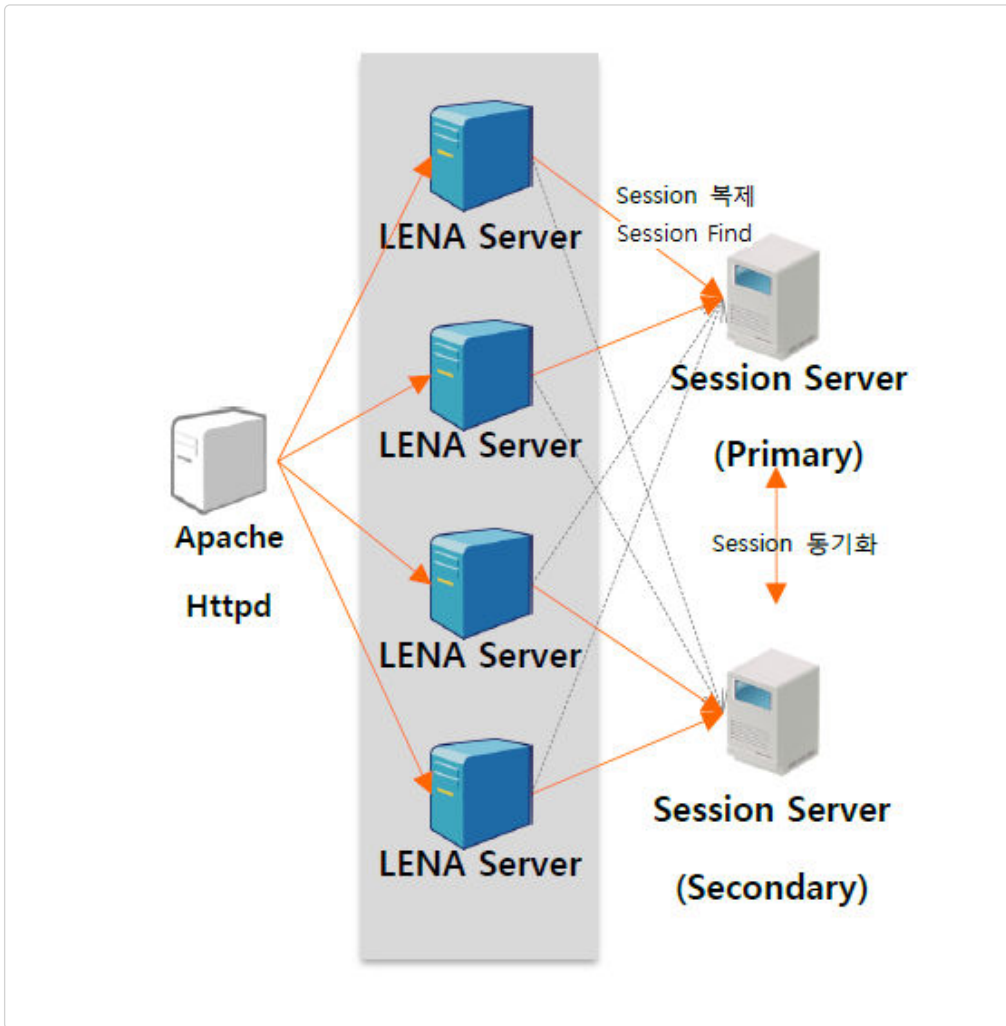 LENA Server
Session 복제
Session Find
LENA Server
Session Server
(Primary)
Apache
Httpd
Session 동기화
LENA Server
LENA Server
Session Server
(Secondary)